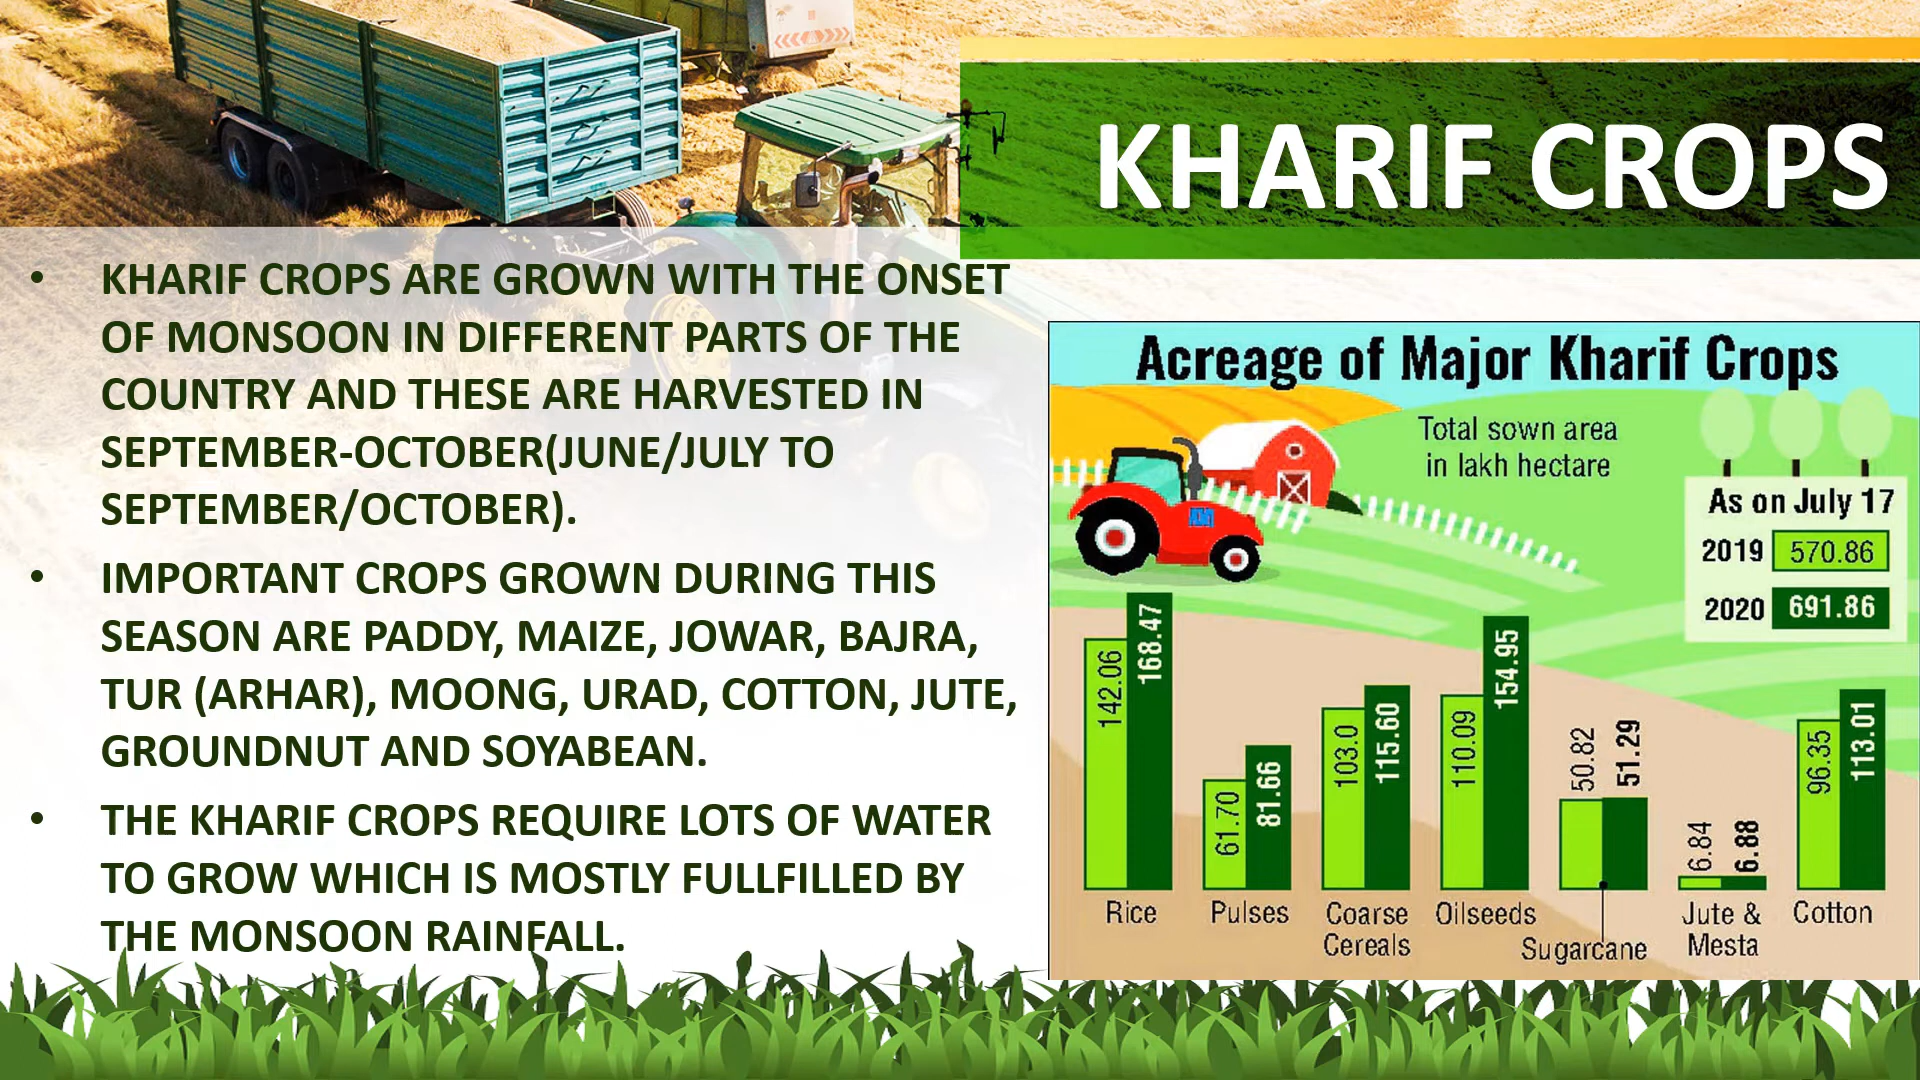 KHARIF CROPS
• KHARIF CROPS ARE GROWN WITH THE ONSET
OF MONSOON IN DIFFERENT PARTS OF THE
COUNTRY AND THESE ARE HARVESTED IN
SEPTEMBER-OCTOBER(JUNE/JULY TO
SEPTEMBER/OCTOBER).
• IMPORTANT CROPS GROWN DURING THIS
SEASON ARE PADDY, MAIZE, JOWAR, BAJRA,
TUR (ARHAR), MOONG, URAD, COTTON, JUTE,
GROUNDNUT AND SOYABEAN.
• THE KHARIF CROPS REQUIRE LOTS OF WATER
TO GROW WHICH IS MOSTLY FULLFILLED BY
THE MONSOON RAINFALL.
Acreage of Major Kharif Crops
Total sown area
in lakh hectare
As on July 17
2019 570.86
2020 691.86
142.06
168.47
61.70
81.66
103.0
115.60
110.09
154.95
50.82
51.29
6.84
6.88
96.35
113.01
Rice
Pulses
Coarse
Cereals
Oilseeds
Sugarcane
Jute &
Mesta
Cotton